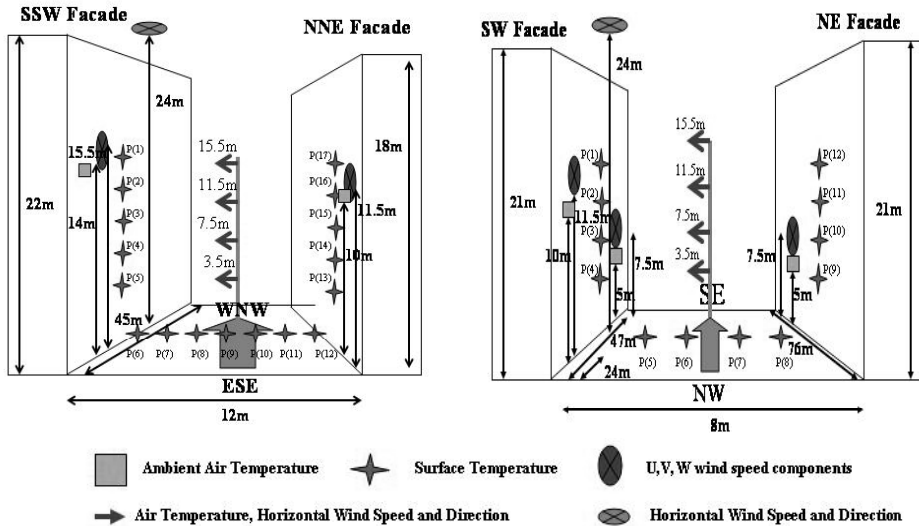 SSW Facade
NNE Facade
24m
15.5m
P(1)
P(2)
P(3)
P(4)
P(5)
14m
22m
15.5m
11.5m
7.5m
3.5m
P(17)
P(16)
P(15)
P(14)
P(13)
11.5m
10m
18m
45m
WNW
P(6)
P(7)
P(8)
P(9)
P(10)
P(11)
P(12)
ESE
12m
SW Facade
NE Facade
24m
15.5m
11.5m
7.5m
3.5m
P(1)
P(2)
P(3)
P(4)
11.5m
10m
21m
7.5m
5m
P(12)
P(11)
P(10)
P(9)
7.5m
5m
21m
SE
47m
24m
76m
P(5)
P(6)
P(7)
P(8)
NW
8m
Ambient Air Temperature
Surface Temperature
U, V, W wind speed components
Air Temperature, Horizontal Wind Speed and Direction
Horizontal Wind Speed and Direction